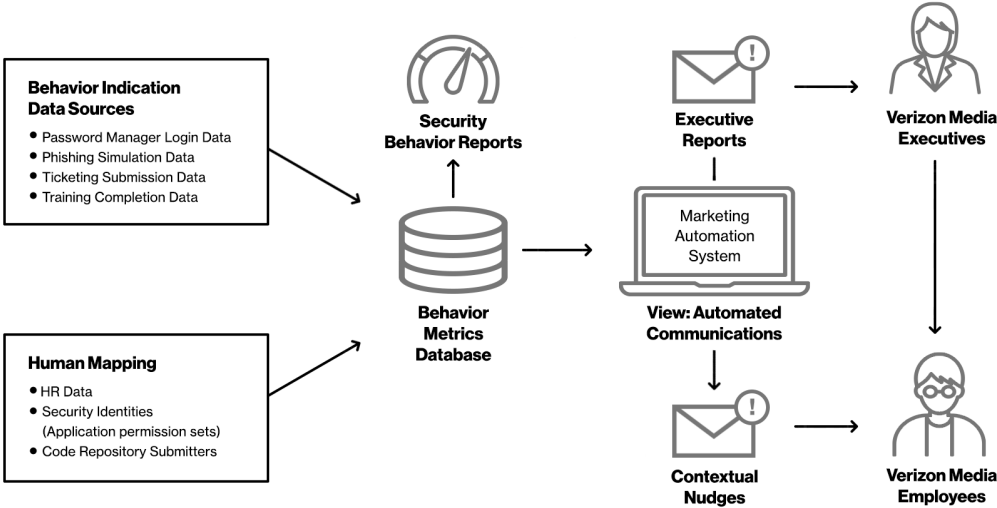 Behavior Indication
Data Sources
• Password Manager Login Data
• Phishing Simulation Data
• Ticketing Submission Data
• Training Completion Data
Human Mapping
• HR Data
• Security Identities
(Application permission sets)
• Code Repository Submitters
Security
Behavior Reports
Behavior
Metrics
Database
!
Executive
Reports
Marketing
Automation
System
View: Automated
Communications
!
Contextual
Nudges
Verizon Media
Executives
Verizon Media
Employees